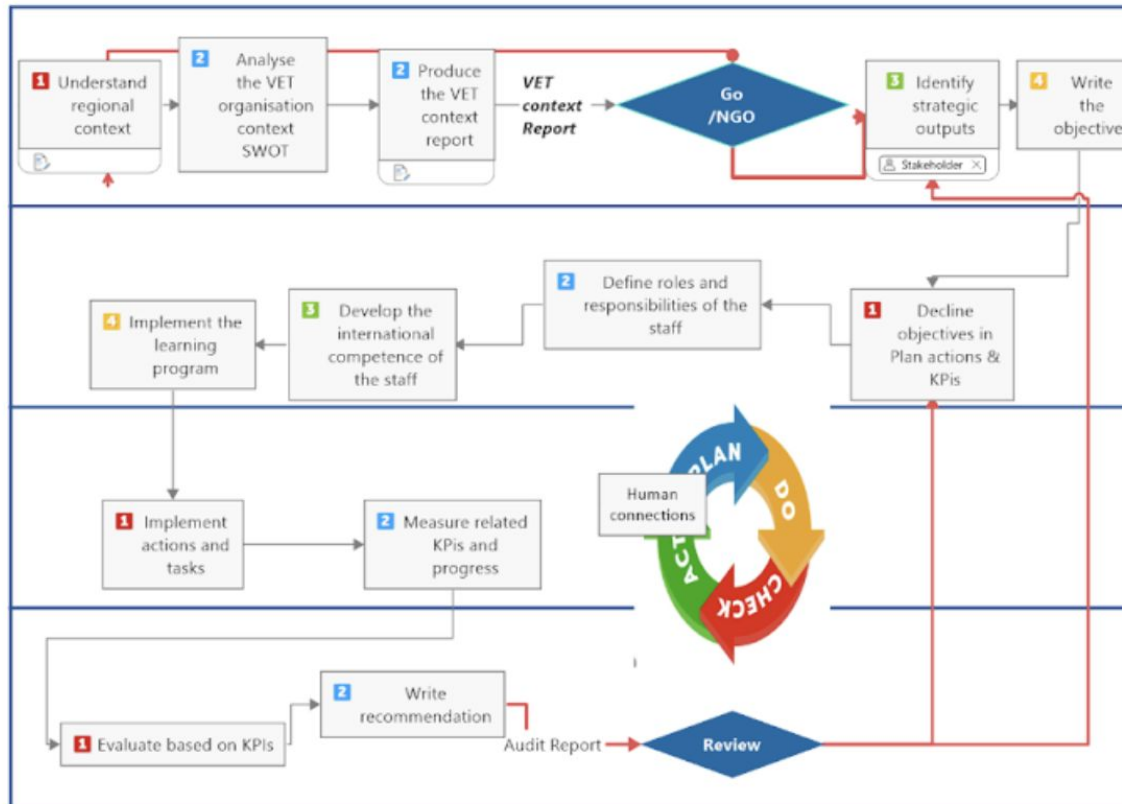 1 Understand
regional
context
2 Analyse
the VET
organisation
context
SWOT
2 Produce
the VET
context
report
VET
context
Report
Go
/NGO
3 Identify
strategic
outputs
Stakeholder
4 Write
the
objective
4 Implement the
learning
program
3 Develop the
international
competence of
the staff
2 Define roles and
responsibilities of the
staff
1 Decline
objectives in
Plan actions &
KPis
1 Implement
actions and
tasks
2 Measure related
KPis and
progress
Human
connections
PLAN
DO
CHECK
ACT
1 Evaluate based on KPIs
2 Write
recommendation
Audit Report
Review